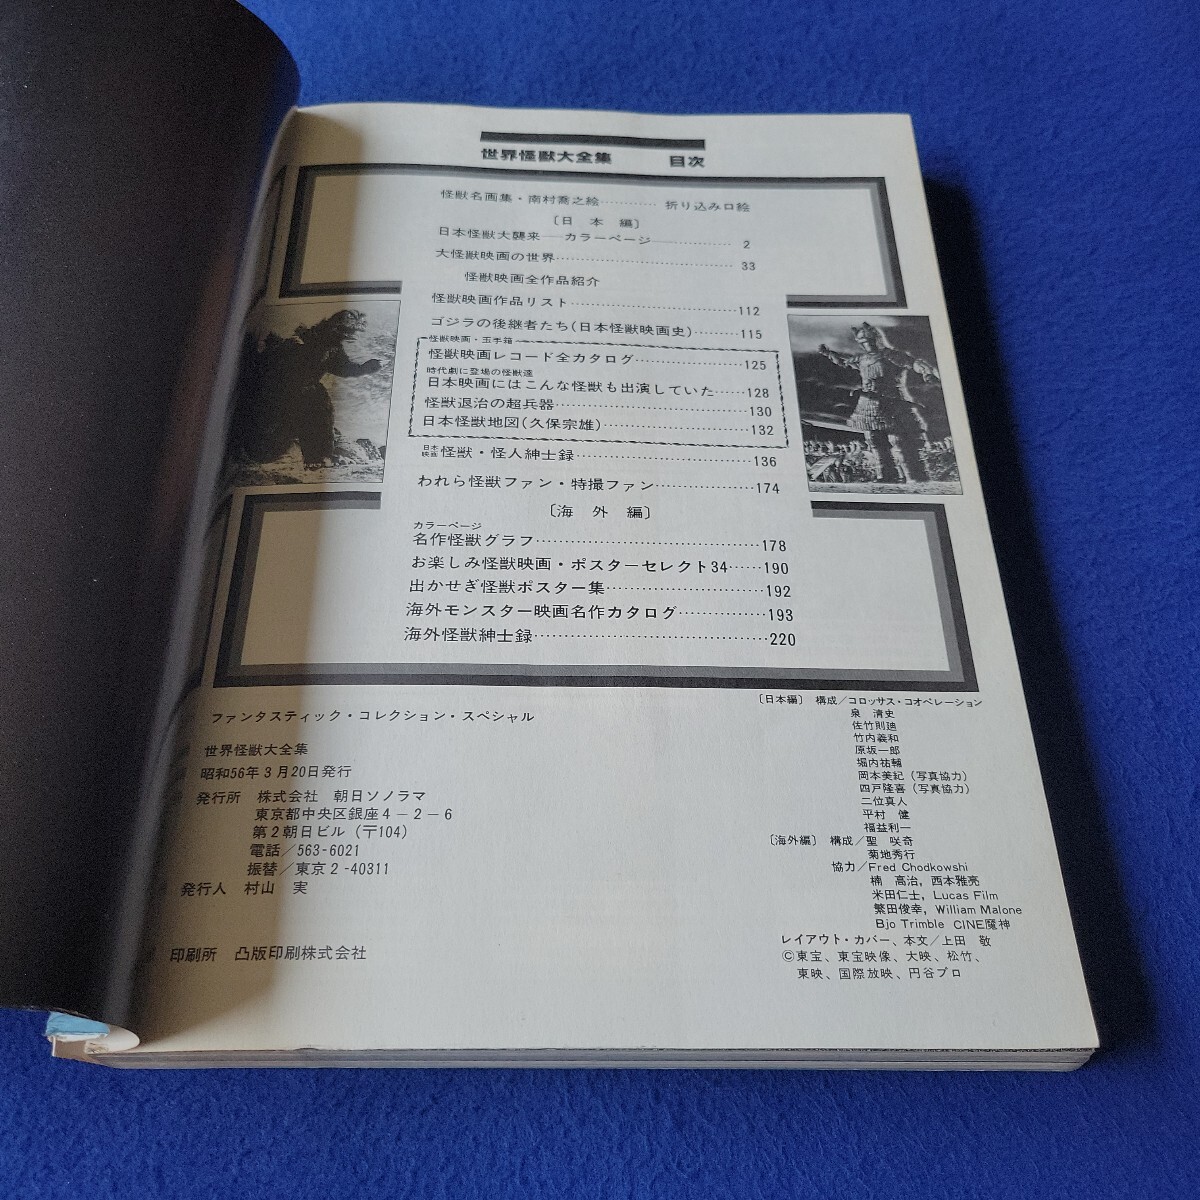 世界怪獣大全集　目次
怪獣名画集・南村喬之絵………… 折り込み口絵
〔日本編〕
日本怪獣大襲来──カラーページ…………… 2
大怪獣映画の世界…………………………… 33
怪獣映画全作品紹介
怪獣映画作品リスト…………………………112
ゴジラの後継者たち(日本怪獣映画史)………115
怪獣映画・玉手箱
怪獣映画レコード全カタログ………………125
時代劇に登場の怪獣達
日本映画にはこんな怪獣も出演していた……128
怪獣退治の超兵器……………………………130
日本怪獣地図(久保宗雄)……………………132
日本映画 怪獣・怪人紳士録…………………136
われら怪獣ファン・特撮ファン………………174
〔海外編〕
カラーページ
名作怪獣グラフ………………………………178
お楽しみ怪獣映画・ポスターセレクト34……190
出かせぎ怪獣ポスター集……………………192
海外モンスター映画名作カタログ……………193
海外怪獣紳士録………………………………220
ファンタスティック・コレクション・スペシャル
世界怪獣大全集
昭和56年3月20日発行
発行所　株式会社　朝日ソノラマ
東京都中央区銀座4－2－6
第2朝日ビル（〒104）
電話／563-6021
振替／東京2-40311
発行人　村山　実
印刷所　凸版印刷株式会社
〔日本編〕構成／コロッサス・コオペレーション
泉　清史
佐竹則廸
竹内義和
原坂一郎
堀内祐輔
岡本美紀（写真協力）
四戸隆喜（写真協力）
二位真人
平村　健
福益利一
〔海外編〕構成／聖　咲奇
菊地秀行
協力／Fred Chodkowshi
楠　高治，西本雅亮
米田仁士，Lucas Film
繁田俊幸，William Malone
Bjo Trimble CINE魔神
レイアウト・カバー、本文／上田　敬
Ⓒ東宝、東宝映像、大映、松竹、
東映、国際放映、円谷プロ